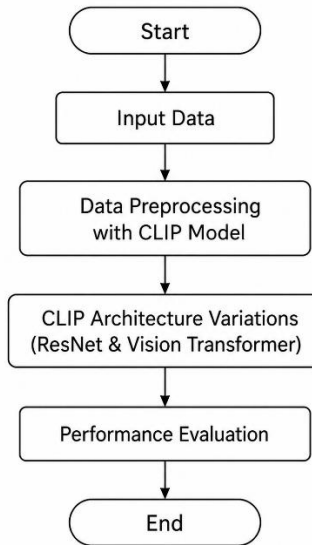 Start
Input Data
Data Preprocessing
with CLIP Model
CLIP Architecture Variations
(ResNet & Vision Transformer)
Performance Evaluation
End